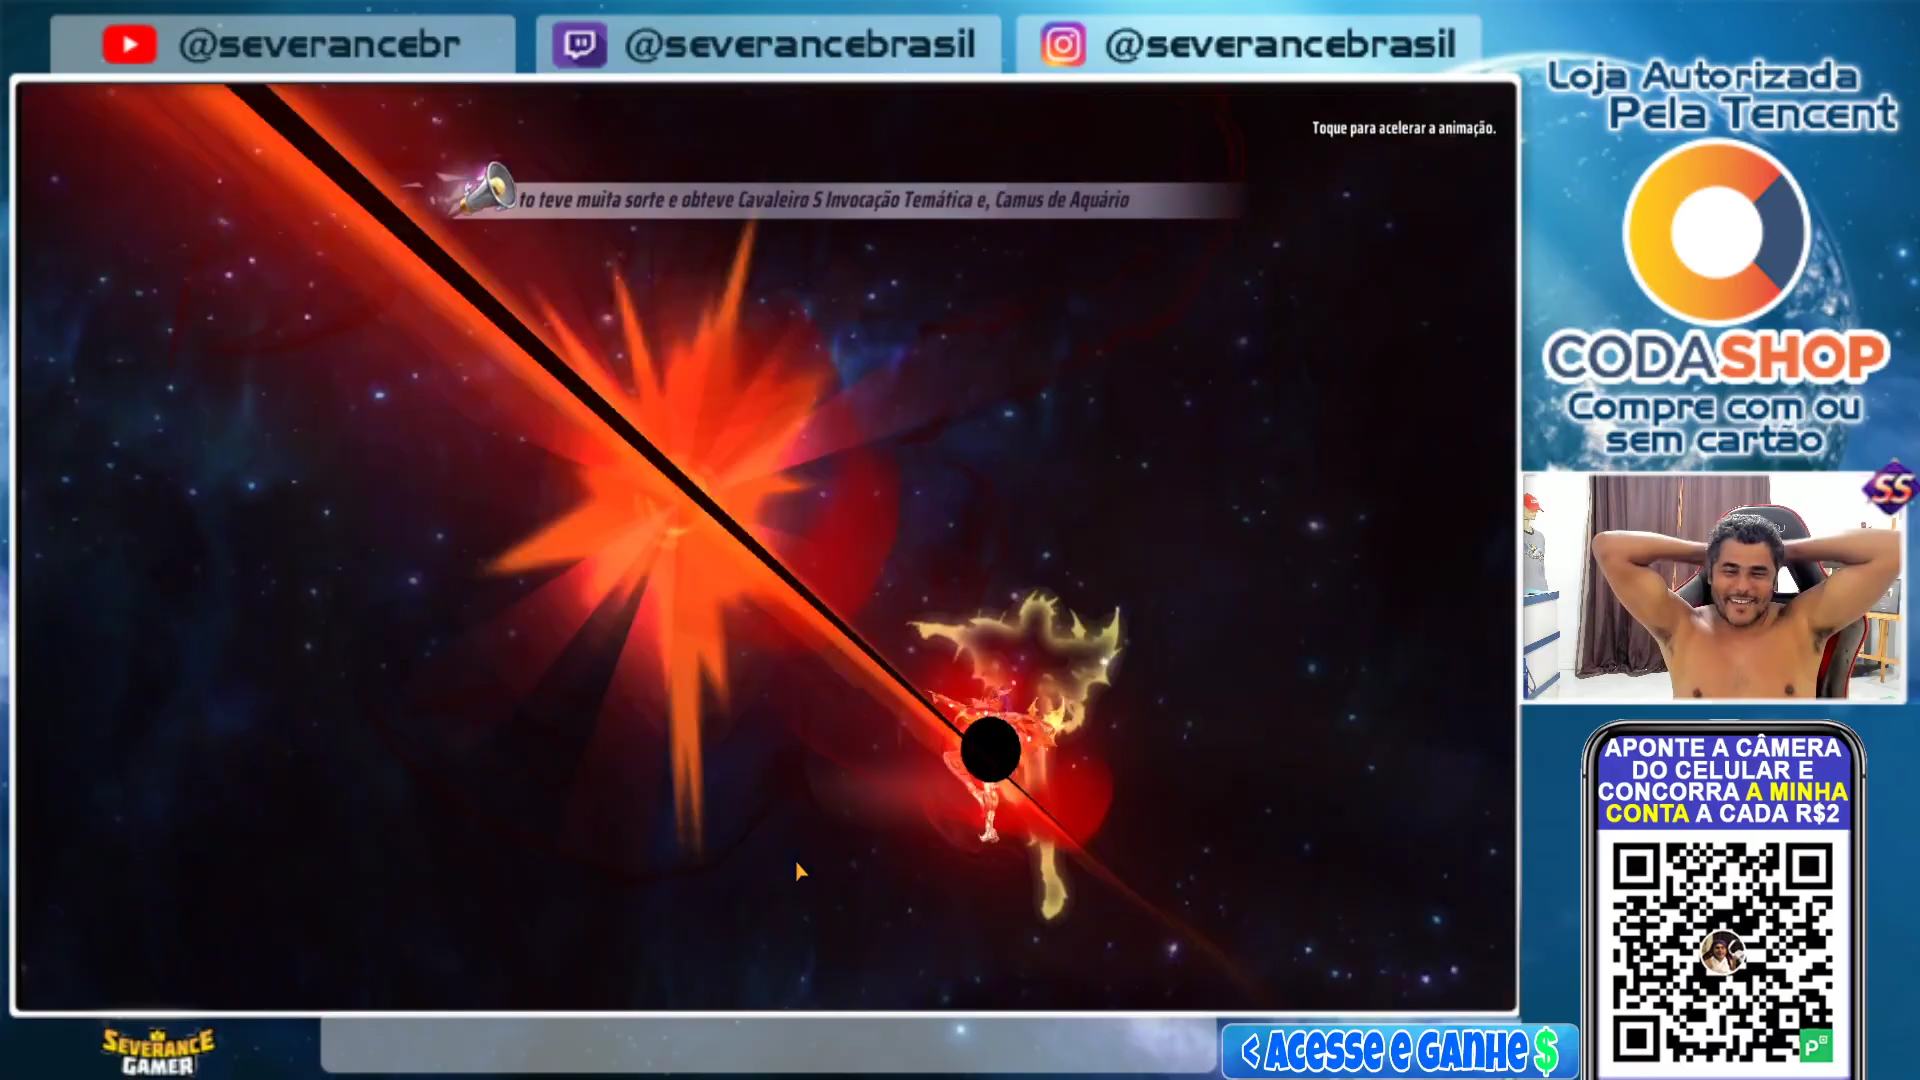 @severancebr
@severancebrasil
@severancebrasil
Loja Autorizada
Pela Tencent
CODASHOP
Compre com ou
sem cartão
Toque para acelerar a animação.
to teve muita sorte e obteve Cavaleiro S Invocação Temática e, Camus de Aquário
SS
APONTE A CÂMERA
DO CELULAR E
CONCORRA A MINHA
CONTA A CADA R$2
SEVERANCE
GAMER
< Acesse e Ganhe $